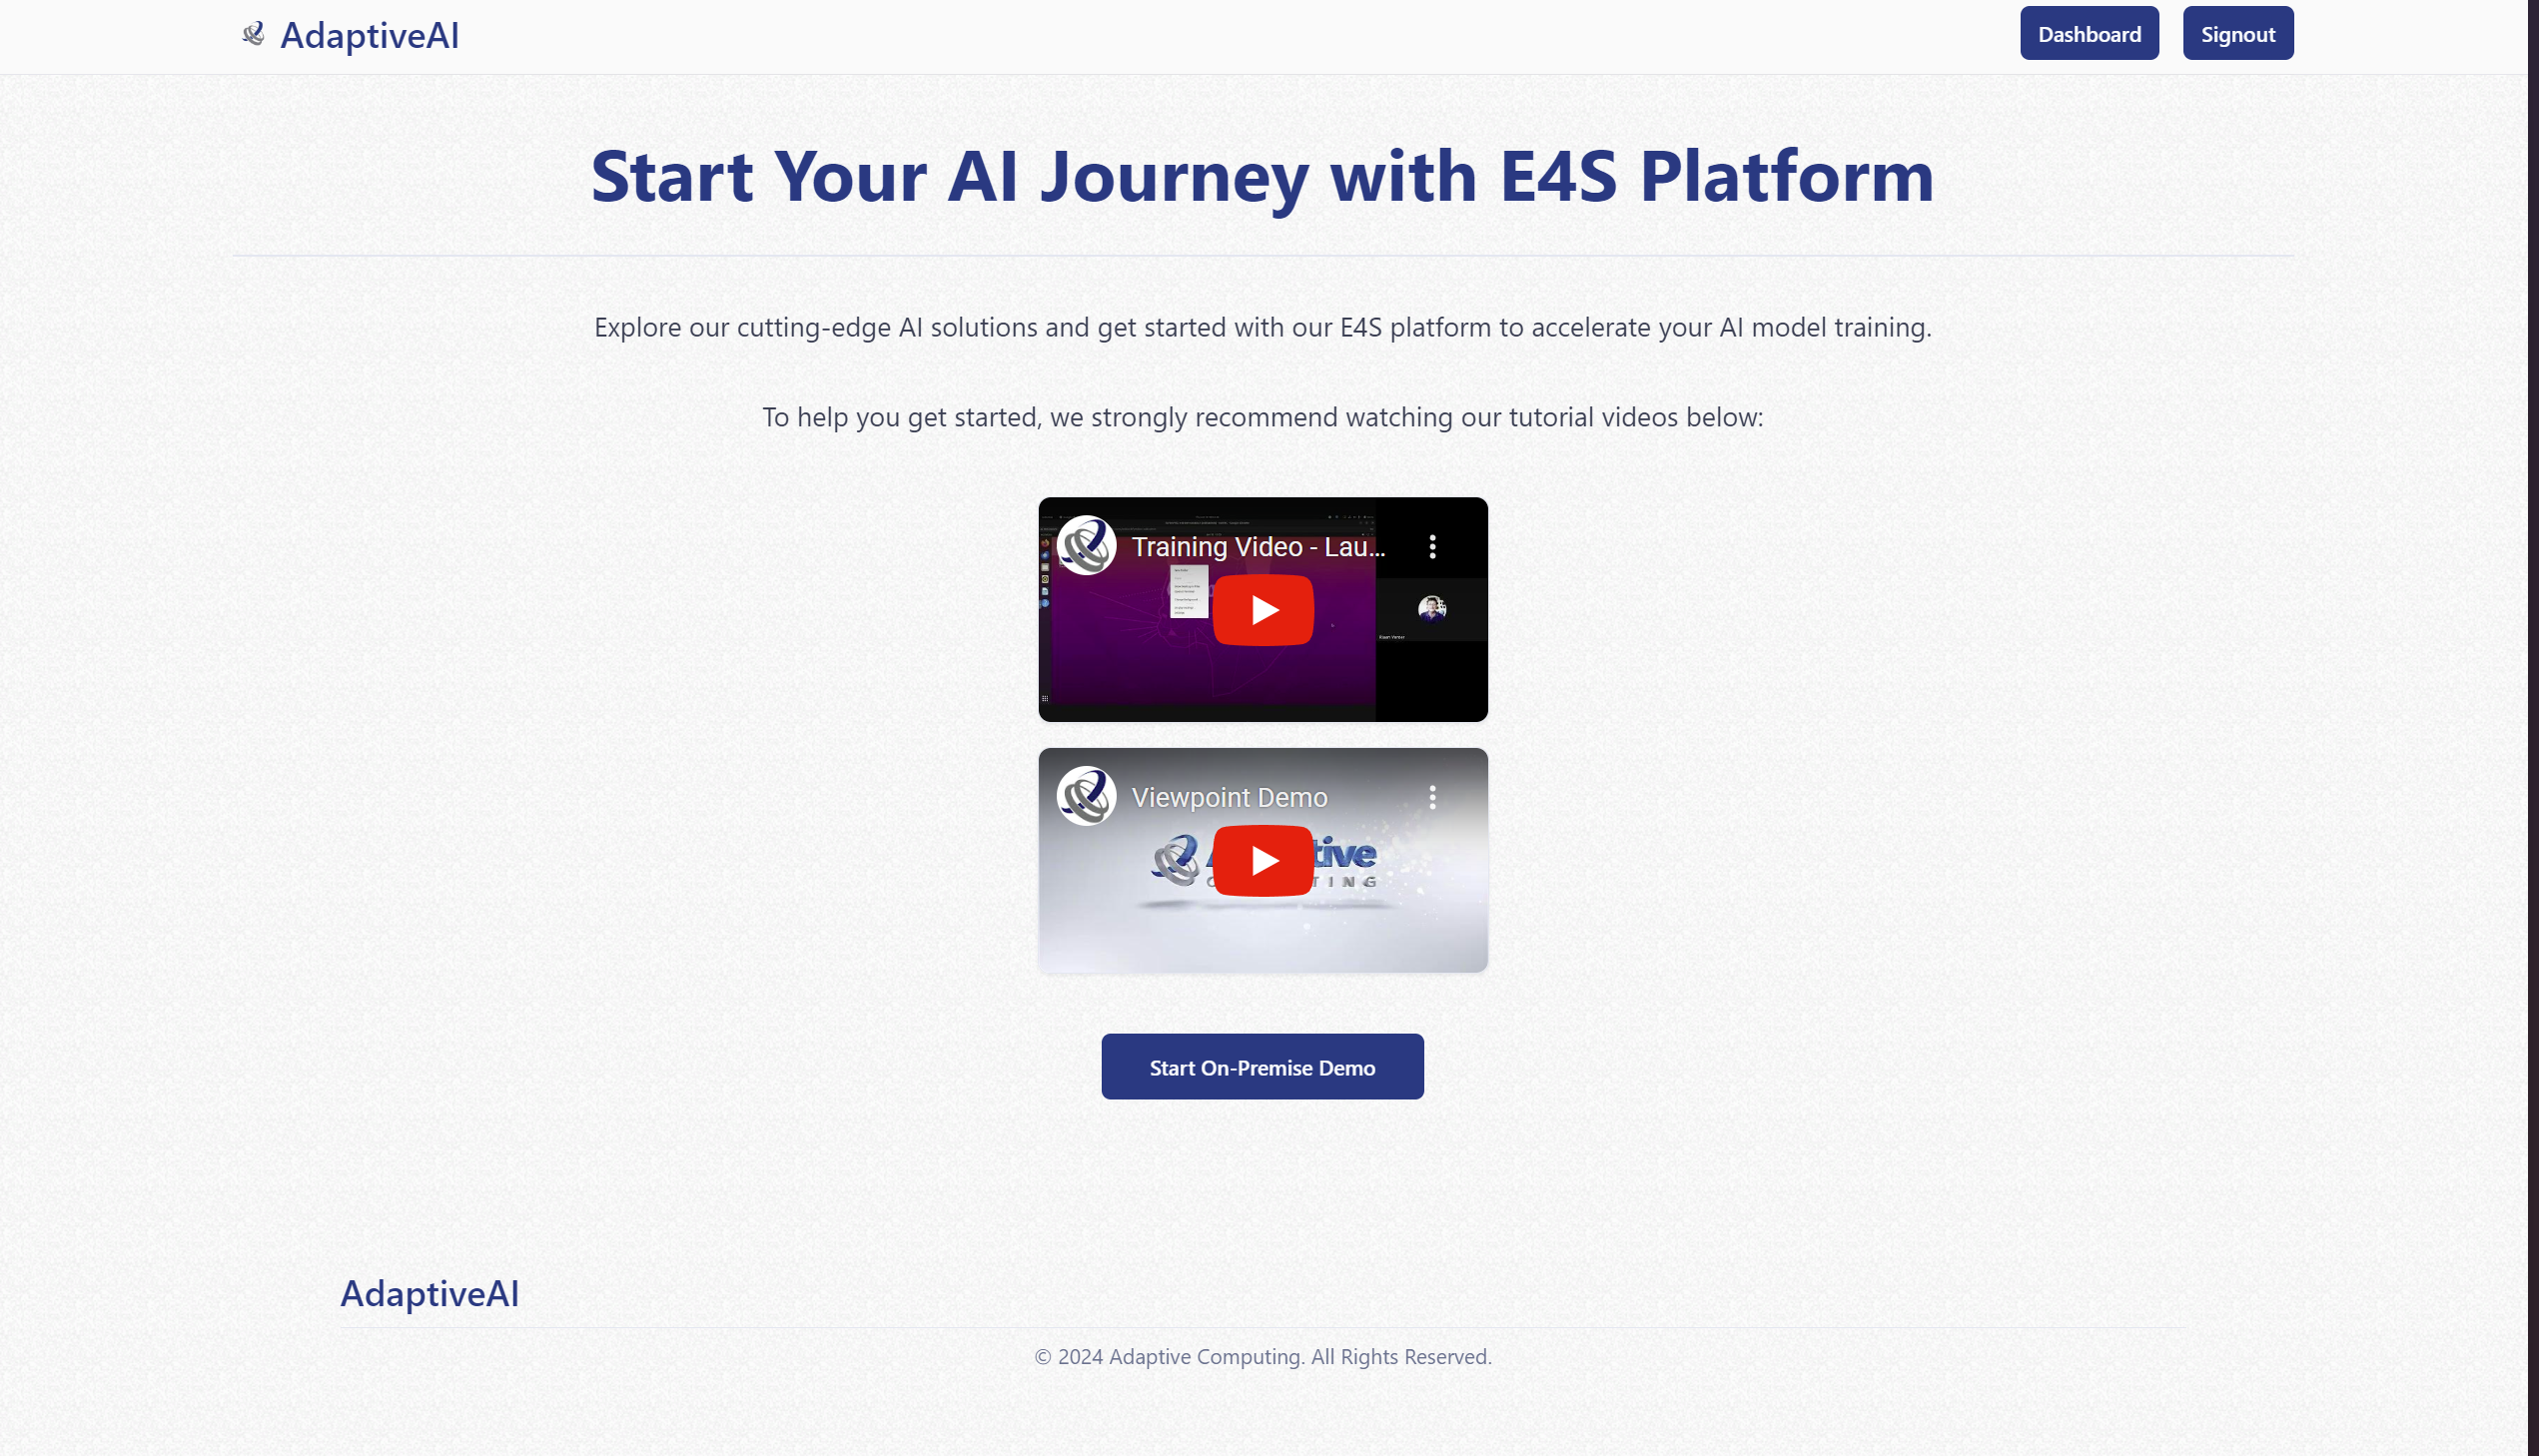 AdaptiveAI
Dashboard
Signout
Start Your AI Journey with E4S Platform
Explore our cutting-edge AI solutions and get started with our E4S platform to accelerate your AI model training.
To help you get started, we strongly recommend watching our tutorial videos below:
Training Video - Lau...
Viewpoint Demo
Start On-Premise Demo
AdaptiveAI
© 2024 Adaptive Computing. All Rights Reserved.